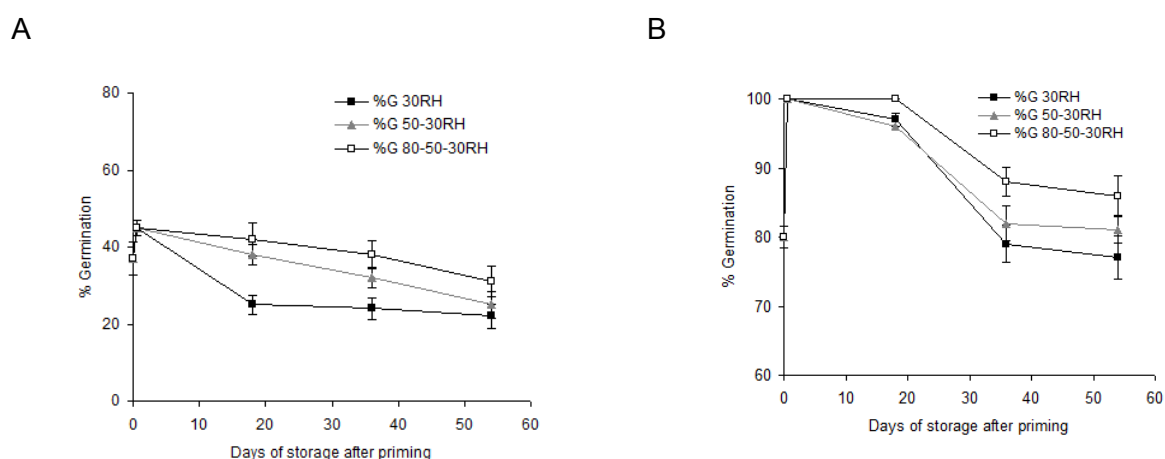 A
80
60
40
20
0
% Germination
%G 30RH
%G 50-30RH
%G 80-50-30RH
0 10 20 30 40 50 60
Days of storage after priming
B
100
90
80
70
60
% Germination
%G 30RH
%G 50-30RH
%G 80-50-30RH
0 10 20 30 40 50 60
Days of storage after priming